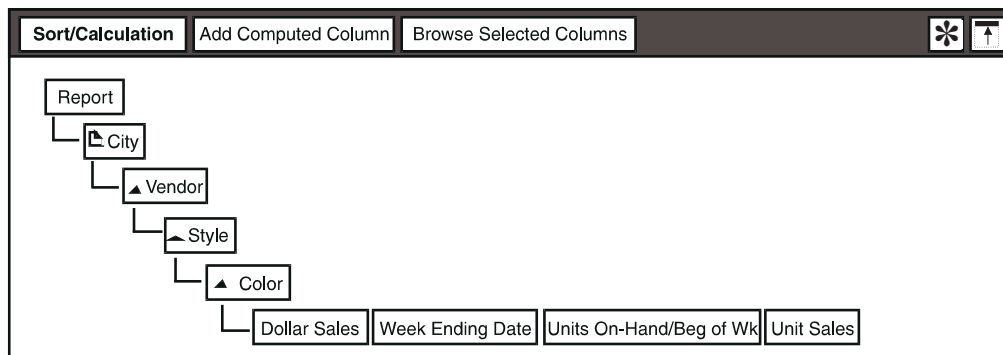 Sort/Calculation Add Computed Column Browse Selected Columns
Report
City
Vendor
Style
Color
Dollar Sales Week Ending Date Units On-Hand/Beg of Wk Unit Sales